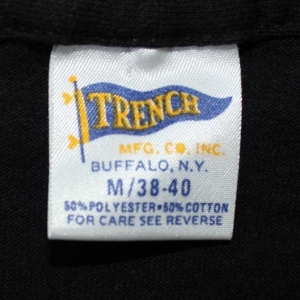 TRENCH
MFG. CO. INC.
BUFFALO, N.Y.
M/38-40
50% POLYESTER • 50% COTTON
FOR CARE SEE REVERSE